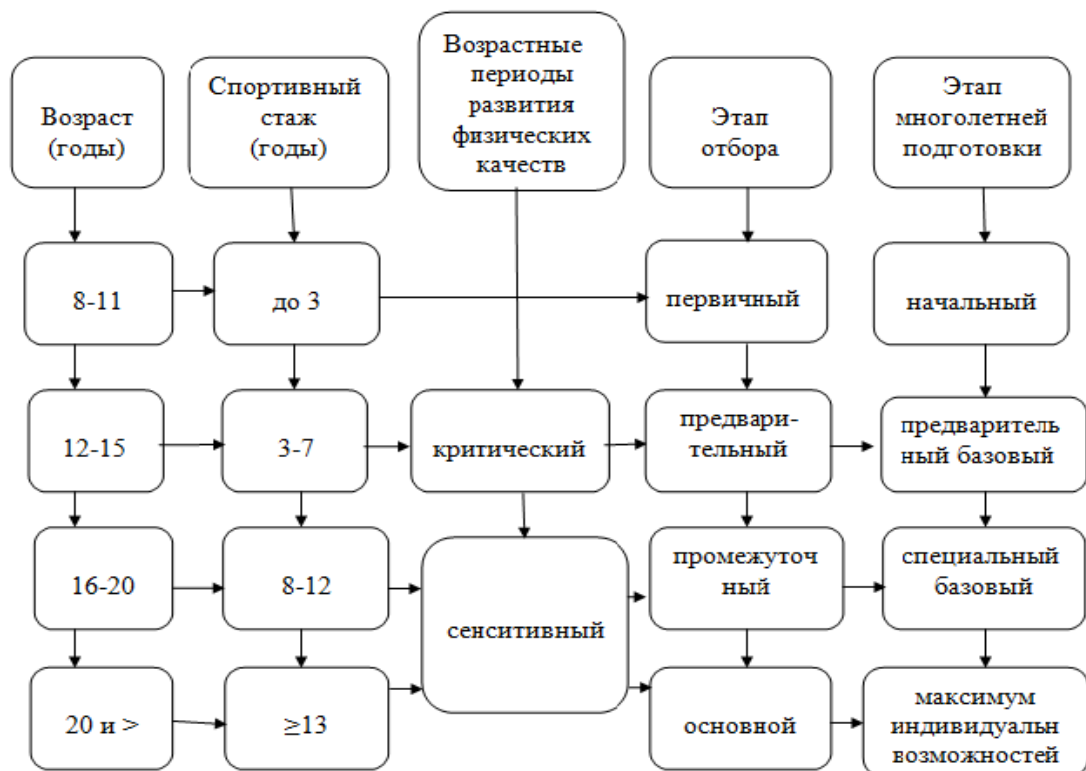 Возраст
(годы)
Спортивный
стаж
(годы)
Возрастные
периоды
развития
физических
качеств
Этап
отбора
Этап
многолетней
подготовки
8-11
до 3
первичный
начальный
12-15
3-7
критический
предвари-
тельный
предваритель
ный базовый
16-20
8-12
сенситивный
промежуточ
ный
специальный
базовый
20 и >
≥13
основной
максимум
индивидуальн
возможностей